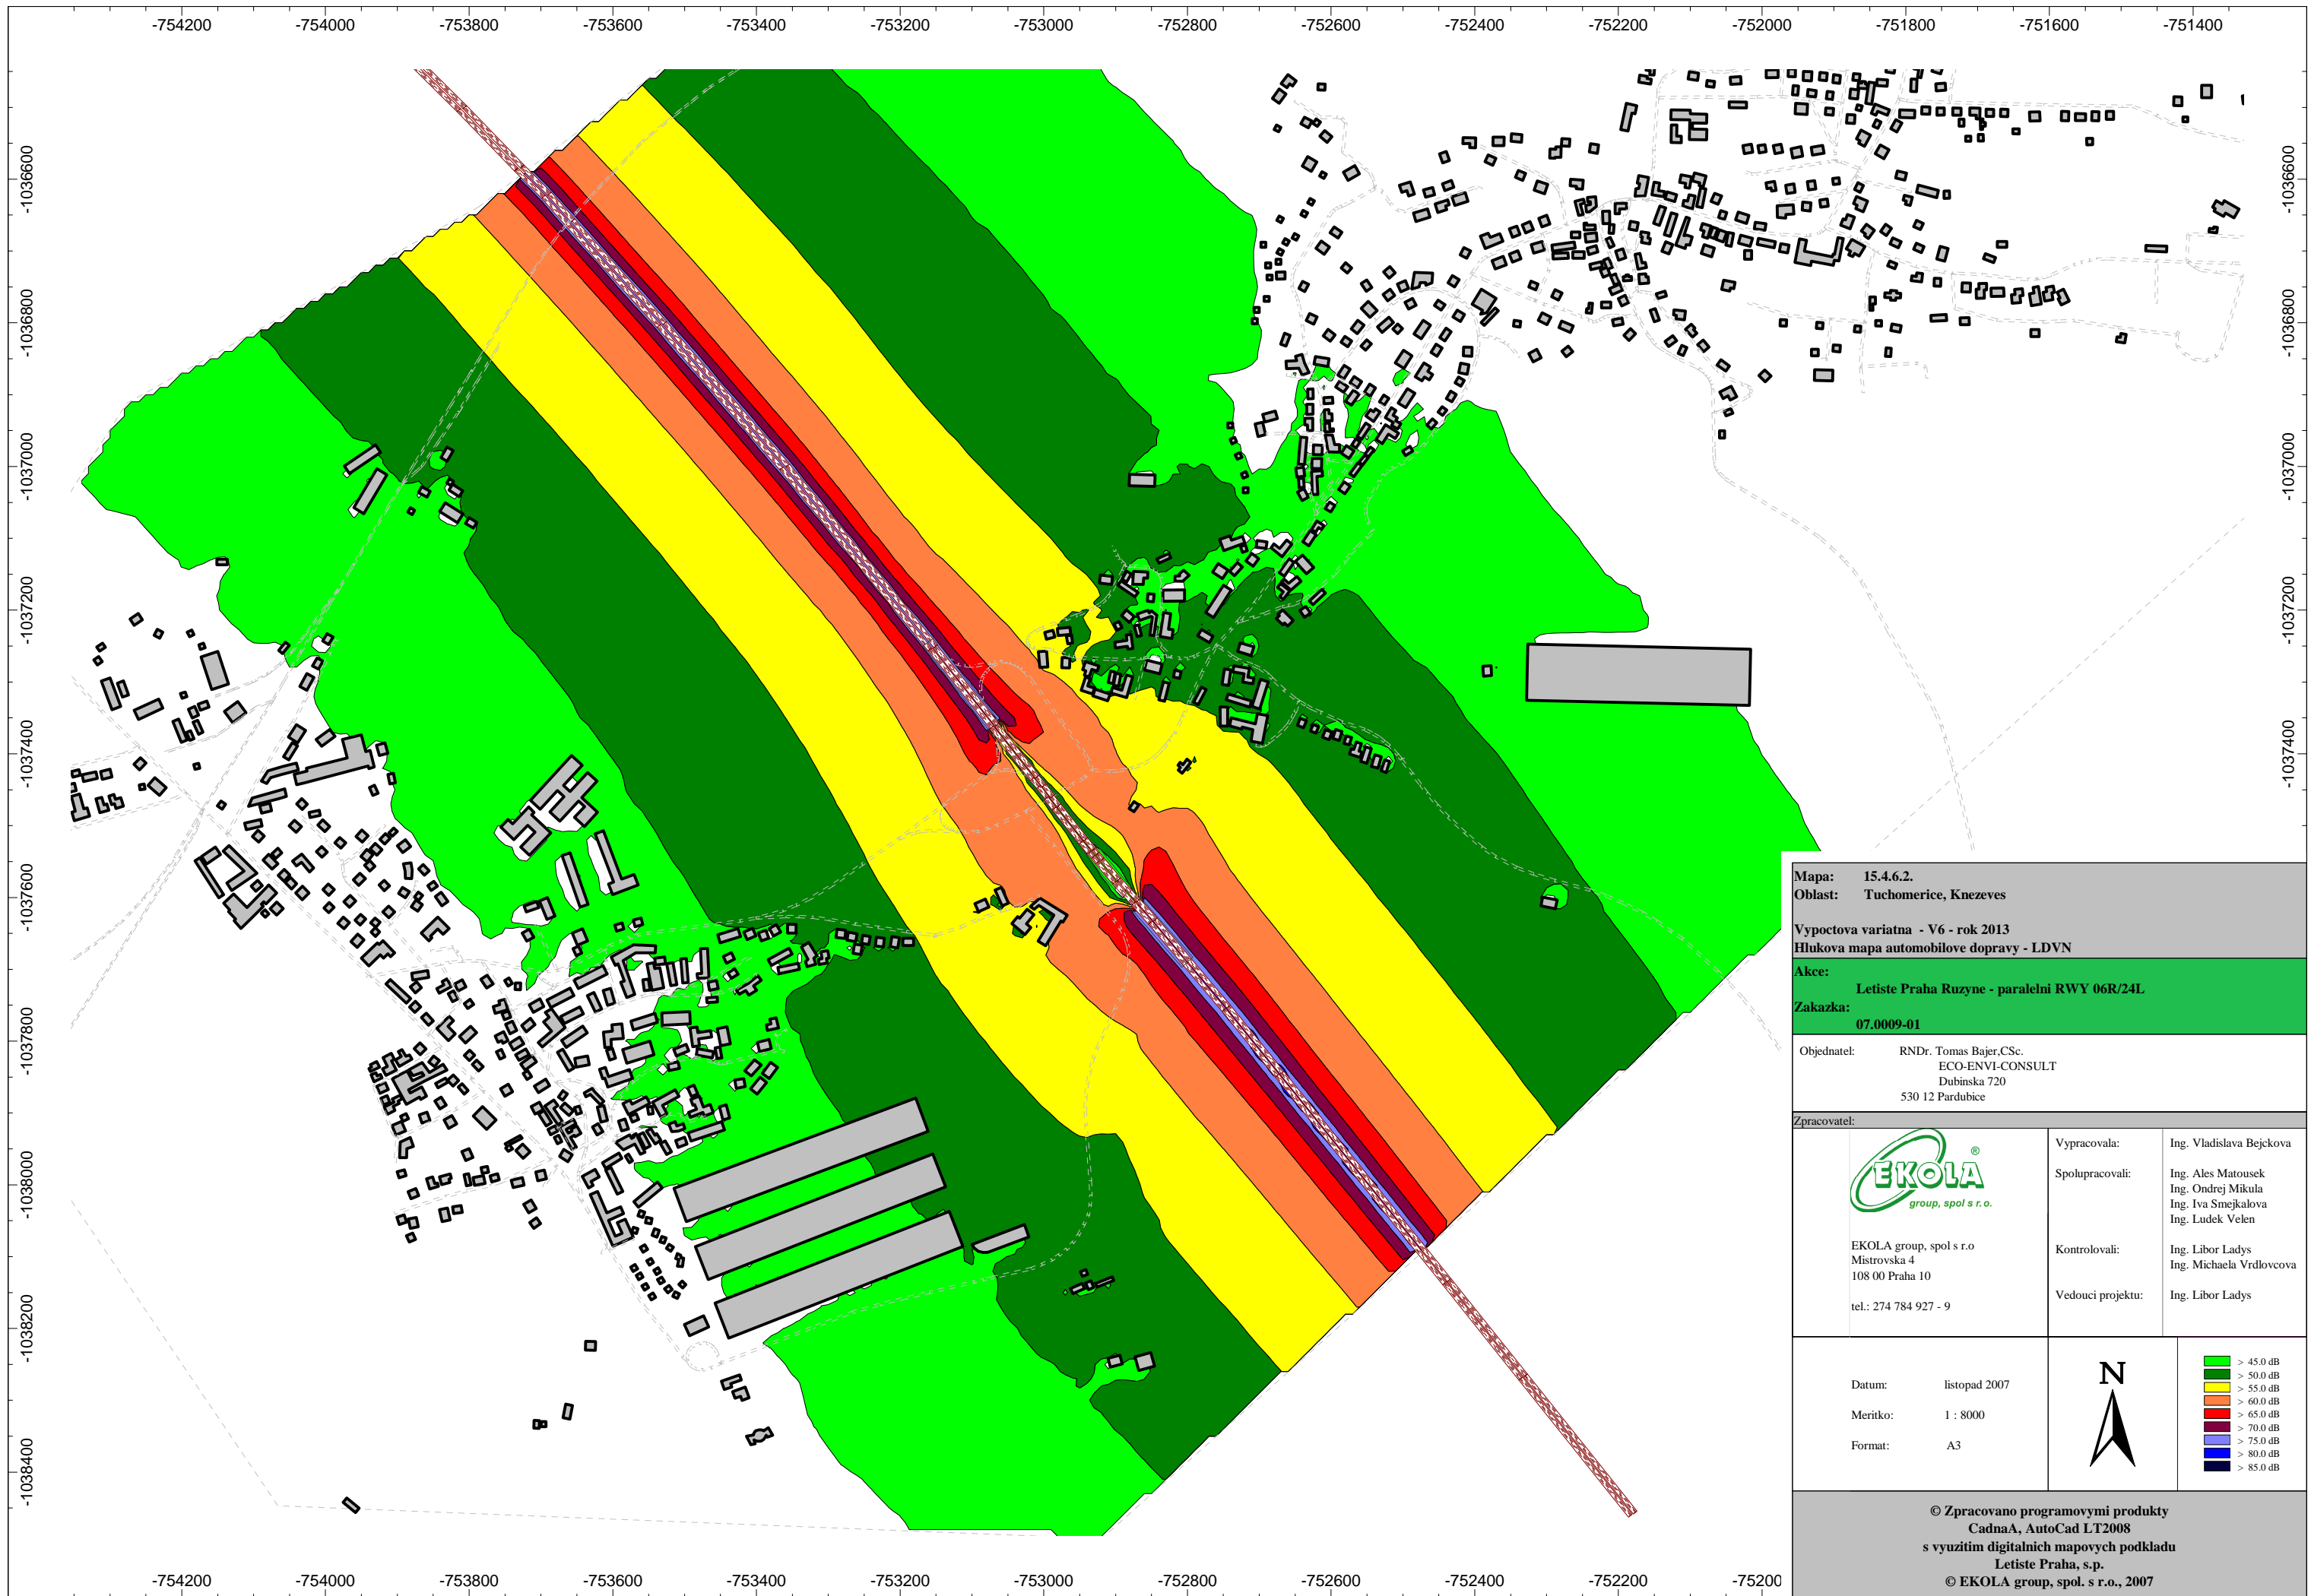 -754200 -754000 -753800 -753600 -753400 -753200 -753000 -752800 -752600 -752400 -752200 -752000 -751800 -751600 -751400
-1036600
-1036800
-1037000
-1037200
-1037400
-1037600
-1037800
-1038000
-1038200
-1038400
-1036600
-1036800
-1037000
-1037200
-1037400
Mapa: 15.4.6.2.
Oblast: Tuchomerice, Knezeves
Vypoctova variatna - V6 - rok 2013
Hlukova mapa automobilove dopravy - LDVN
Akce:
Letiste Praha Ruzyne - paralelni RWY 06R/24L
Zakazka:
07.0009-01
Objednatel: RNDr. Tomas Bajer,CSc.
ECO-ENVI-CONSULT
Dubinska 720
530 12 Pardubice
Zpracovatel:
EKOLA ®
group, spol s r.o.
EKOLA group, spol s r.o
Mistrovska 4
108 00 Praha 10
tel.: 274 784 927 - 9
Vypracovala: Ing. Vladislava Bejckova
Spolupracovali: Ing. Ales Matousek
Ing. Ondrej Mikula
Ing. Iva Smejkalova
Ing. Ludek Velen
Kontrolovali: Ing. Libor Ladys
Ing. Michaela Vrdlovcova
Vedouci projektu: Ing. Libor Ladys
Datum: listopad 2007
Meritko: 1 : 8000
Format: A3
N
> 45.0 dB
> 50.0 dB
> 55.0 dB
> 60.0 dB
> 65.0 dB
> 70.0 dB
> 75.0 dB
> 80.0 dB
> 85.0 dB
© Zpracovano programovymi produkty
CadnaA, AutoCad LT2008
s vyuzitim digitalnich mapovych podkladu
Letiste Praha, s.p.
© EKOLA group, spol. s r.o., 2007
-754200 -754000 -753800 -753600 -753400 -753200 -753000 -752800 -752600 -752400 -752200 -752000